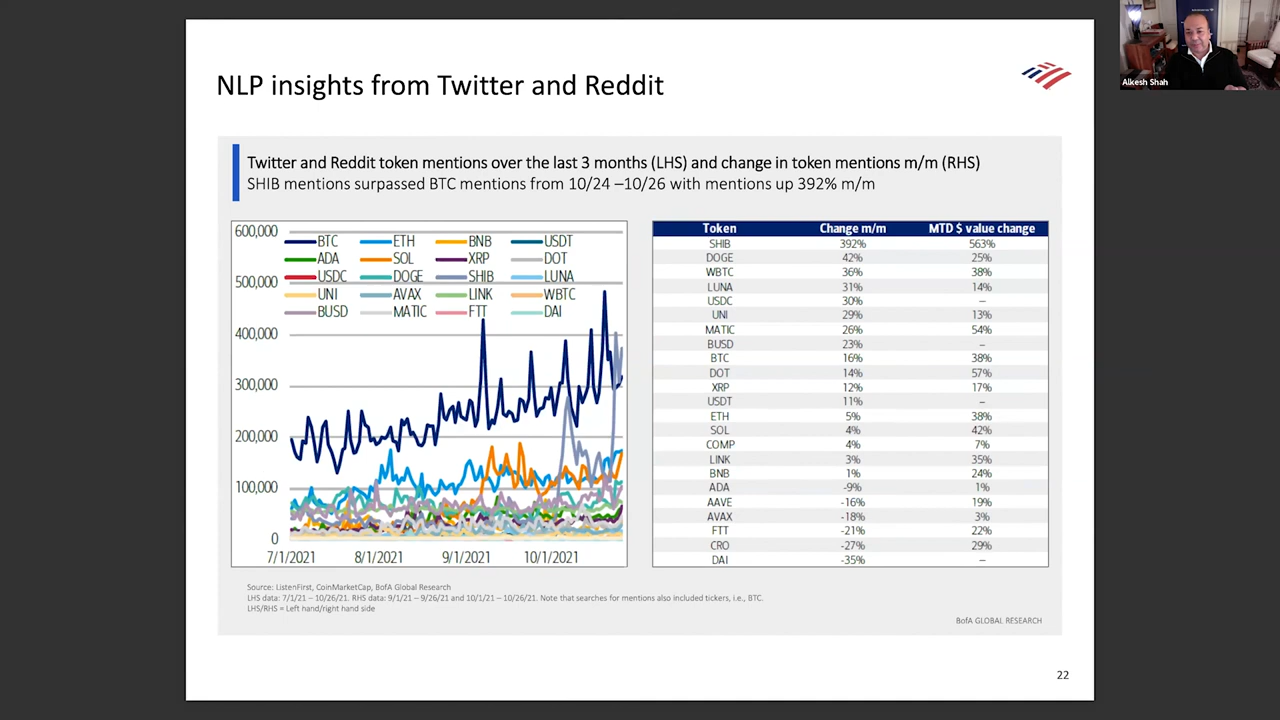 Alkesh Shah
NLP insights from Twitter and Reddit
Twitter and Reddit token mentions over the last 3 months (LHS) and change in token mentions m/m (RHS)
SHIB mentions surpassed BTC mentions from 10/24 –10/26 with mentions up 392% m/m
600,000
500,000
400,000
300,000
200,000
100,000
0
BTC ETH BNB USDT
ADA SOL XRP DOT
USDC DOGE SHIB LUNA
UNI AVAX LINK WBTC
BUSD MATIC FTT DAI
7/1/2021 8/1/2021 9/1/2021 10/1/2021
Token Change m/m MTD $ value change
SHIB 392% 563%
DOGE 42% 25%
WBTC 36% 38%
LUNA 31% 14%
USDC 30% –
UNI 29% 13%
MATIC 26% 54%
BUSD 23% –
BTC 16% 38%
DOT 14% 57%
XRP 12% 17%
USDT 11% –
ETH 5% 38%
SOL 4% 42%
COMP 4% 7%
LINK 3% 35%
BNB 1% 24%
ADA -9% 1%
AAVE -16% 19%
AVAX -18% 3%
FTT -21% 22%
CRO -27% 29%
DAI -35% –
Source: ListenFirst, CoinMarketCap, BofA Global Research
LHS data: 7/1/21 – 10/26/21. RHS data: 9/1/21 – 9/26/21 and 10/1/21 – 10/26/21. Note that searches for mentions also included tickers, i.e., BTC.
LHS/RHS = Left hand/right hand side
BofA GLOBAL RESEARCH
22